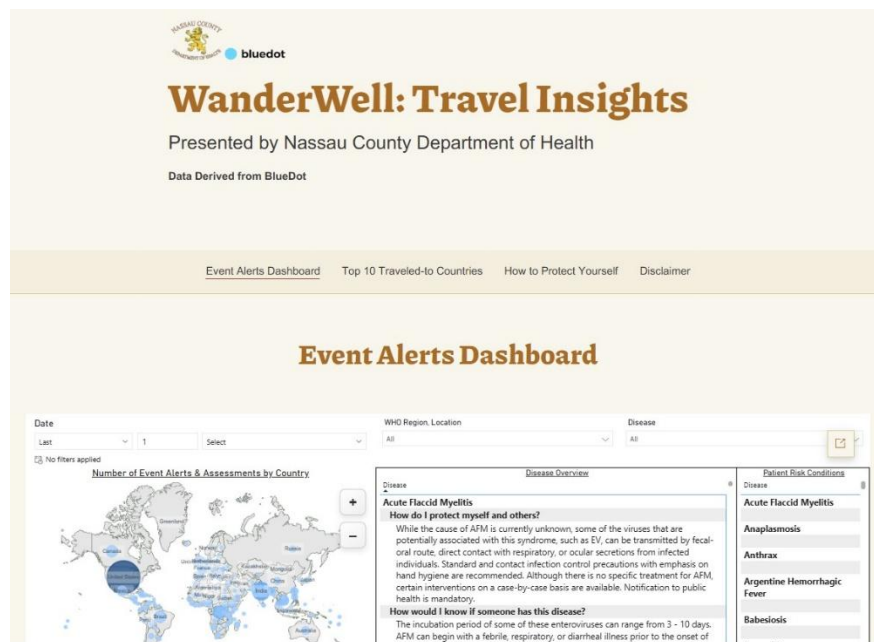 NASSAU COUNTY
bluedot
WanderWell: Travel Insights
Presented by Nassau County Department of Health
Data Derived from BlueDot
Event Alerts Dashboard
Top 10 Traveled-to Countries
How to Protect Yourself
Disclaimer
Event Alerts Dashboard
Date
WHO Region, Location
Disease
Last
1
Select
All
All
No filters applied
Number of Event Alerts & Assessments by Country
Greenland
Canada
Norway
Russia
France
Kazakhstan
Mongolia
United States
China
India
Brazil
Australia
+
−
Disease Overview
Disease
Acute Flaccid Myelitis
How do I protect myself and others?
While the cause of AFM is currently unknown, some of the viruses that are
potentially associated with this syndrome, such as EV, can be transmitted by fecal-
oral route, direct contact with respiratory, or ocular secretions from infected
individuals. Standard and contact infection control precautions with emphasis on
hand hygiene are recommended. Although there is no specific treatment for AFM,
certain interventions on a case-by-case basis are available. Notification to public
health is mandatory.
How would I know if someone has this disease?
The incubation period of some of these enteroviruses can range from 3 - 10 days.
AFM can begin with a febrile, respiratory, or diarrheal illness prior to the onset of
Patient Risk Conditions
Disease
Acute Flaccid Myelitis
Anaplasmosis
Anthrax
Argentine Hemorrhagic
Fever
Babesiosis